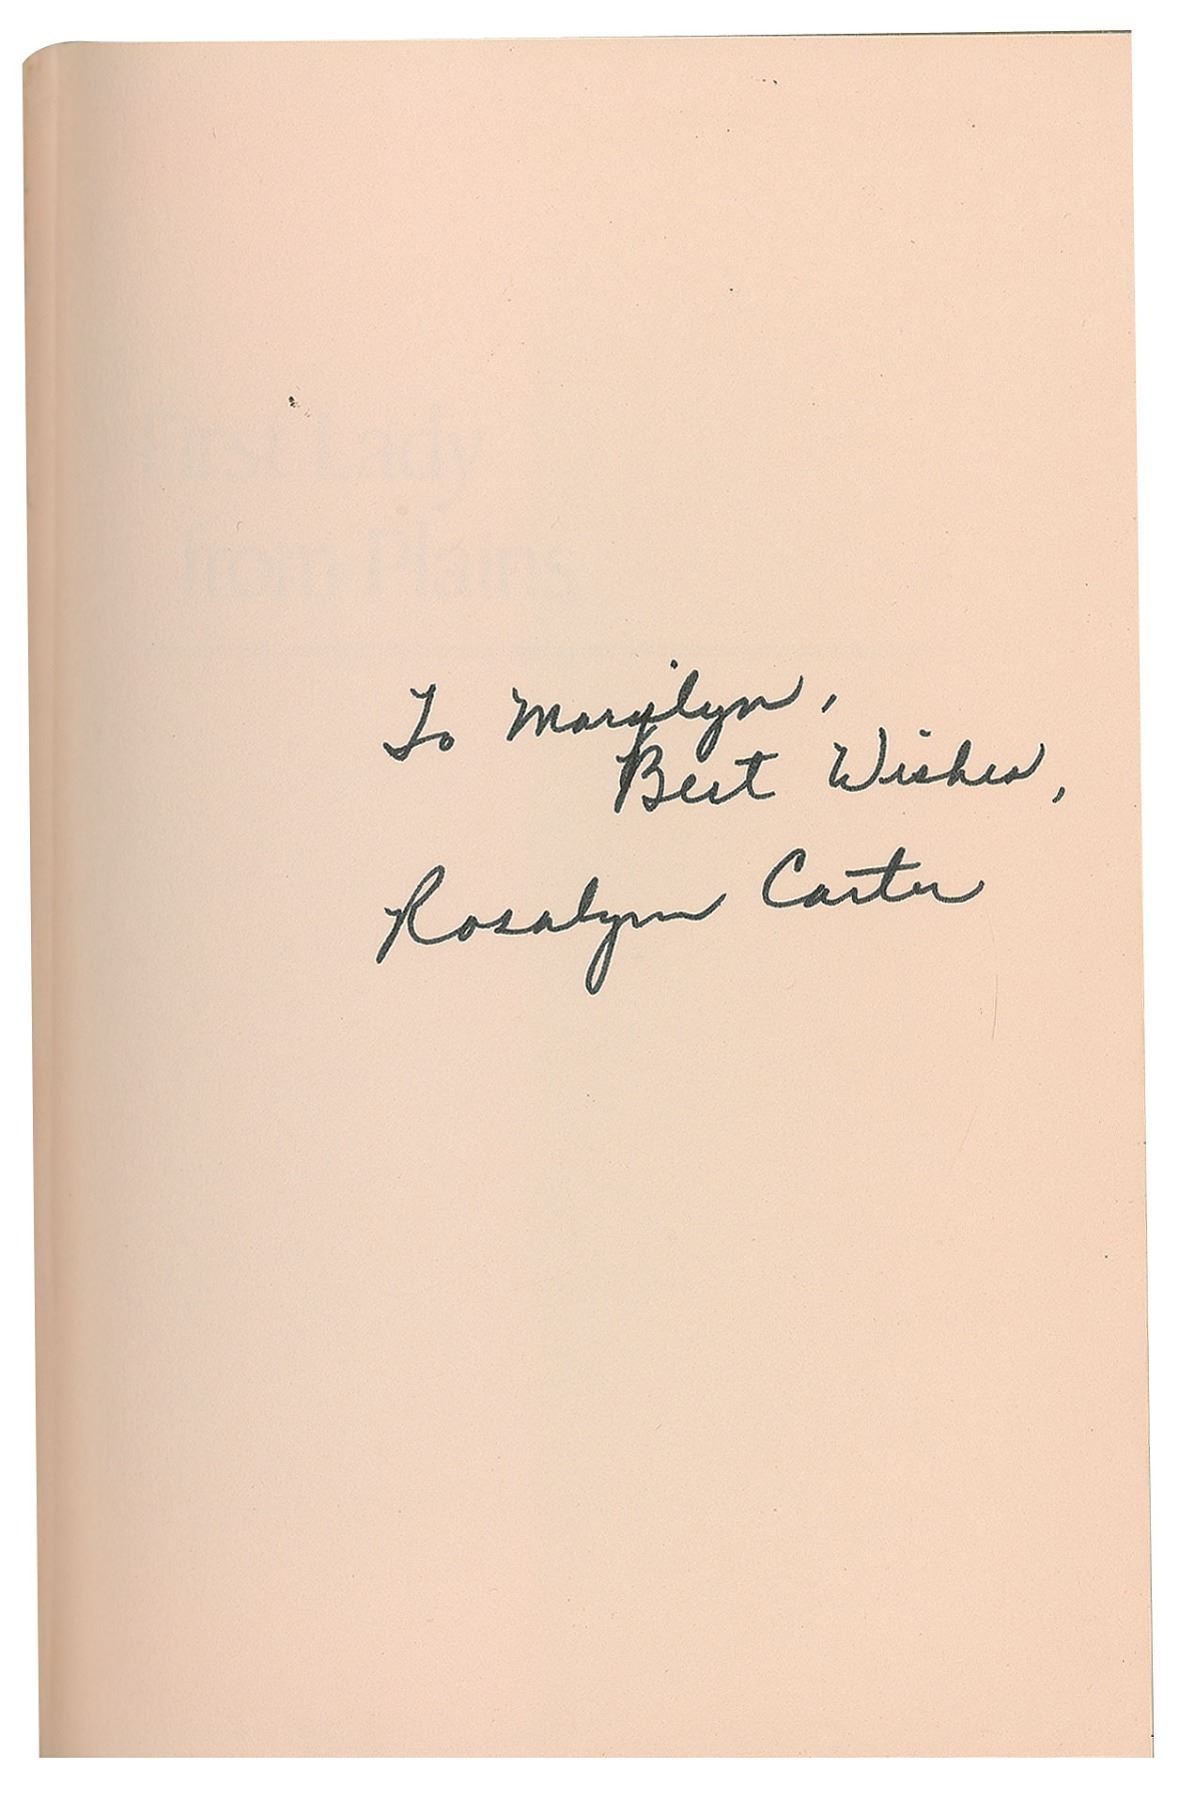 First Lady
from Plains
To Marilyn,
Best Wishes,
Rosalynn Carter